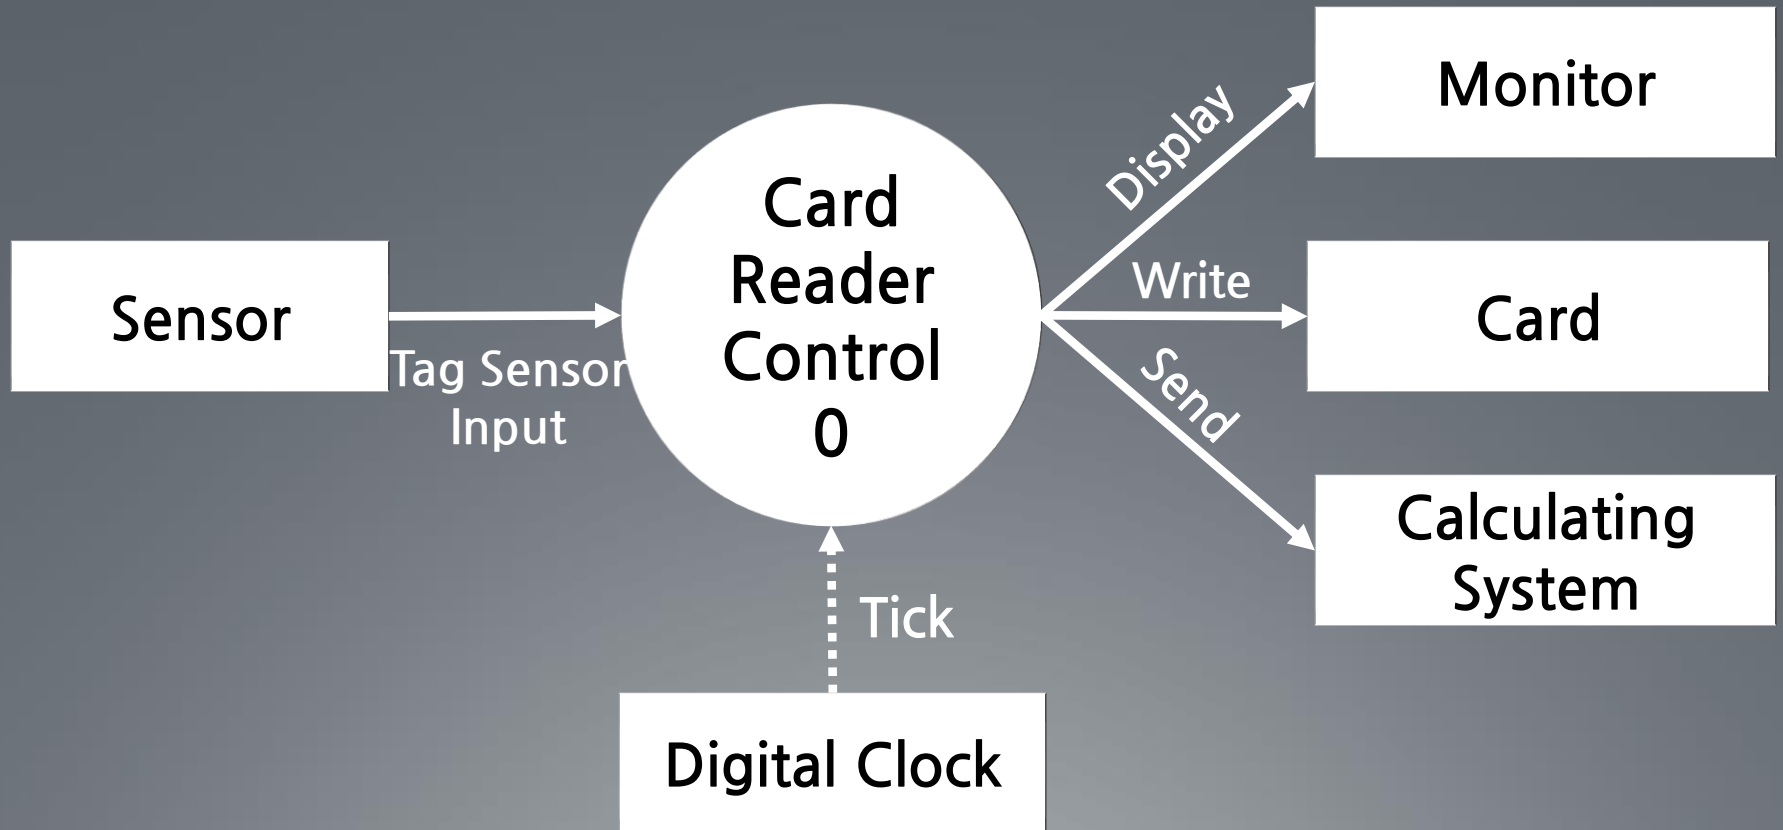 Sensor
Tag Sensor
Input
Card
Reader
Control
0
Display
Monitor
Write
Card
Send
Calculating
System
Tick
Digital Clock